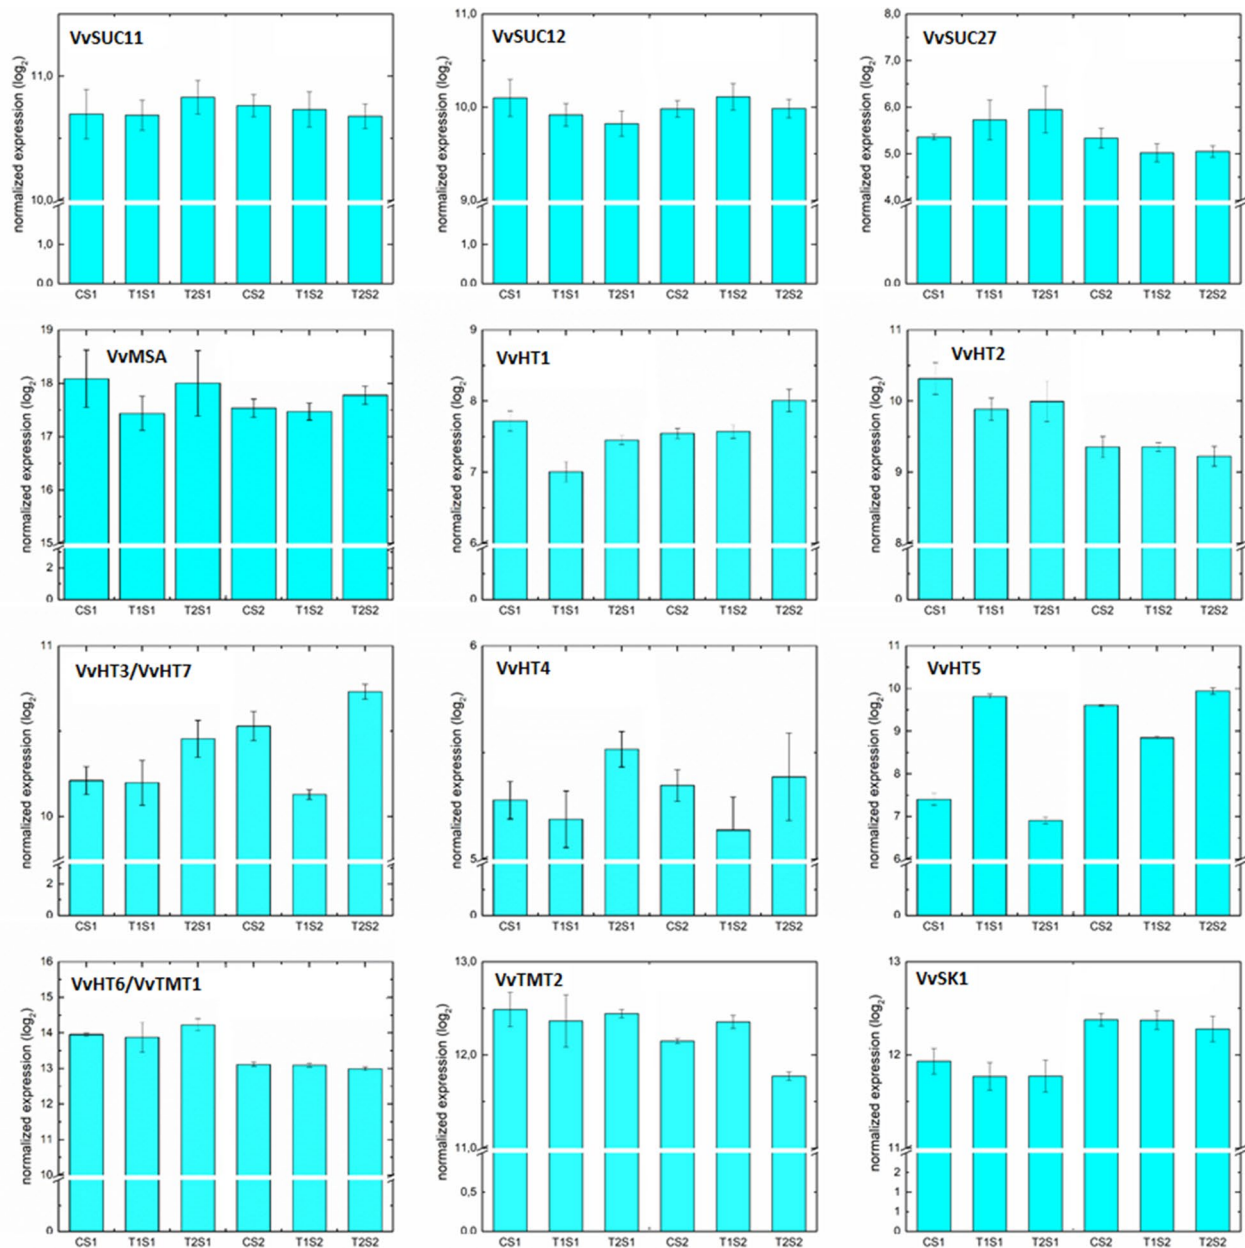 VvSUC11
normalized expression (log2)
11,0
10,0
1,0
0,0
CS1 T1S1 T2S1 CS2 T1S2 T2S2
VvSUC12
normalized expression (log2)
11,0
10,0
9,0
1,0
0,0
CS1 T1S1 T2S1 CS2 T1S2 T2S2
VvSUC27
normalized expression (log2)
8,0
7,0
6,0
5,0
4,0
0,0
CS1 T1S1 T2S1 CS2 T1S2 T2S2
VvMSA
normalized expression (log2)
19
18
17
16
15
2
0
CS1 T1S1 T2S1 CS2 T1S2 T2S2
VvHT1
normalized expression (log2)
9
8
7
6
0
CS1 T1S1 T2S1 CS2 T1S2 T2S2
VvHT2
normalized expression (log2)
11
10
9
8
0
CS1 T1S1 T2S1 CS2 T1S2 T2S2
VvHT3/VvHT7
normalized expression (log2)
11
10
2
0
CS1 T1S1 T2S1 CS2 T1S2 T2S2
VvHT4
normalized expression (log2)
6
5
0
CS1 T1S1 T2S1 CS2 T1S2 T2S2
VvHT5
normalized expression (log2)
11
10
9
8
7
6
0
CS1 T1S1 T2S1 CS2 T1S2 T2S2
VvHT6/VvTMT1
normalized expression (log2)
16
15
14
13
12
11
10
0
CS1 T1S1 T2S1 CS2 T1S2 T2S2
VvTMT2
normalized expression (log2)
13,0
12,0
11,0
0,5
0,0
CS1 T1S1 T2S1 CS2 T1S2 T2S2
VvSK1
normalized expression (log2)
13
12
11
2
2
1
1
0
0
CS1 T1S1 T2S1 CS2 T1S2 T2S2